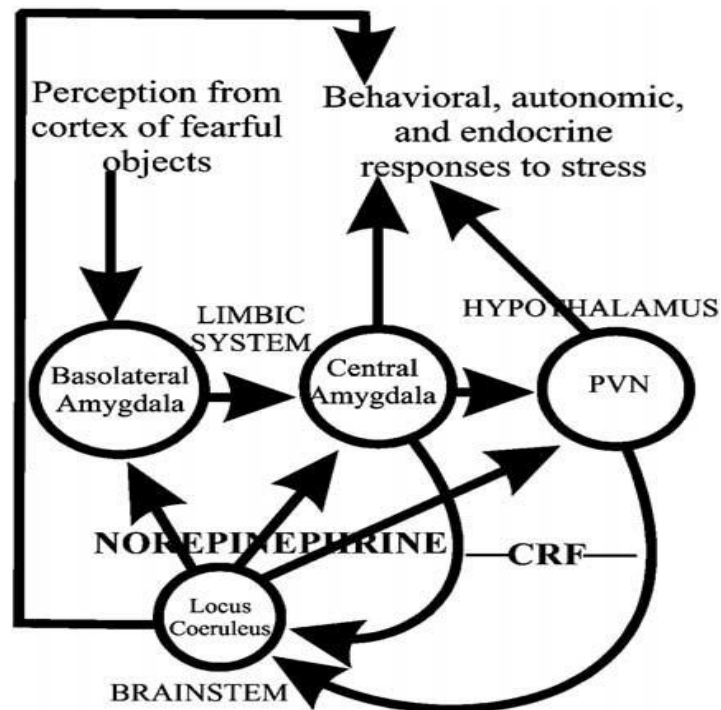 Perception from
cortex of fearful
objects
Behavioral, autonomic,
and endocrine
responses to stress
LIMBIC
SYSTEM
HYPOTHALAMUS
Basolateral
Amygdala
Central
Amygdala
PVN
NOREPINEPHRINE
CRF
Locus
Coeruleus
BRAINSTEM